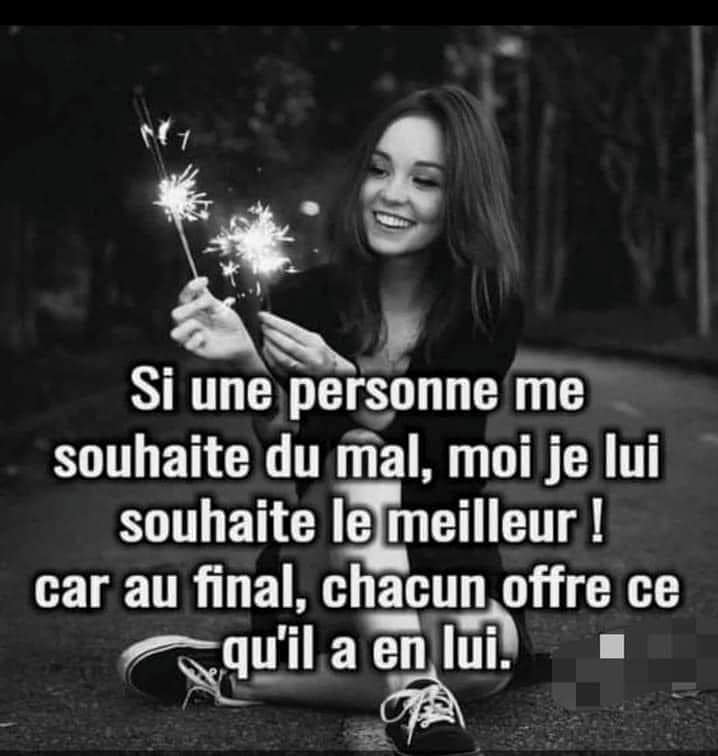 Si une personne me
souhaite du mal, moi je lui
souhaite le meilleur !
car au final, chacun offre ce
qu'il a en lui.